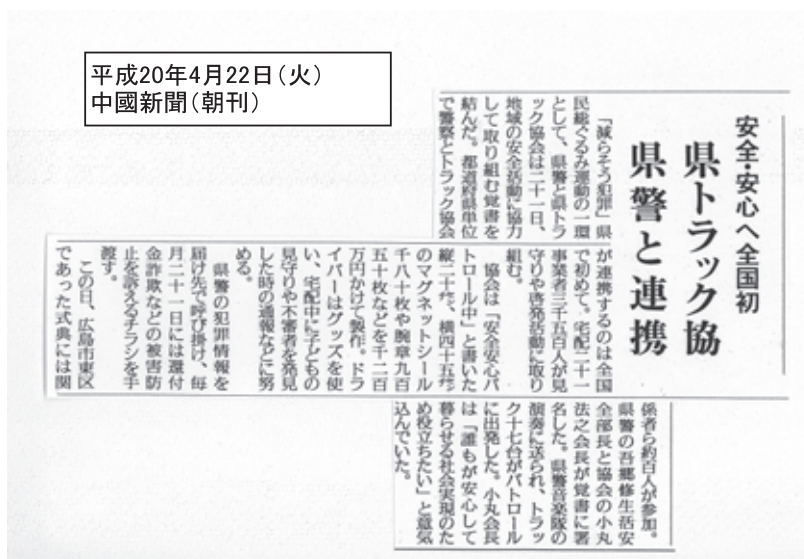 平成20年4月22日(火)
中國新聞(朝刊)
安全・安心へ全国初
県トラック協
県警と連携
「減らそう犯罪」県
民総ぐるみ運動の一環
として、県警と県トラ
ック協会は二十一日、
地域の安全活動に協力
して取り組む覚書を
結んだ。都道府県単位
で警察とトラック協会
が連携するのは全国
で初めて。宅配二十一
事業者三千五百人が見
守りや啓発活動に取り
組む。
協会は「安全安心パ
トロール中」と書いた
縦二十㌢、横四十五㌢
のマグネットシール
千八十枚や腕章九百
五十枚などを千二百
万円かけて製作。ドラ
イバーはグッズを使
い、宅配中に子どもの
見守りや不審者を発見
した時の通報などに努
める。
県警の犯罪情報を
届け先で呼び掛け、毎
月二十一日には還付
金詐欺などの被害防
止を訴えるチラシを手
渡す。
この日、広島市東区
であった式典には関
係者ら約百人が参加。
県警の吾郷修生活安
全部長と協会の小丸
法之会長が覚書に署
名した。県警音楽隊の
演奏に送られ、トラッ
ク十七台がパトロール
に出発した。小丸会長
は「誰もが安心して
暮らせる社会実現のた
め役立ちたい」と意気
込んでいた。